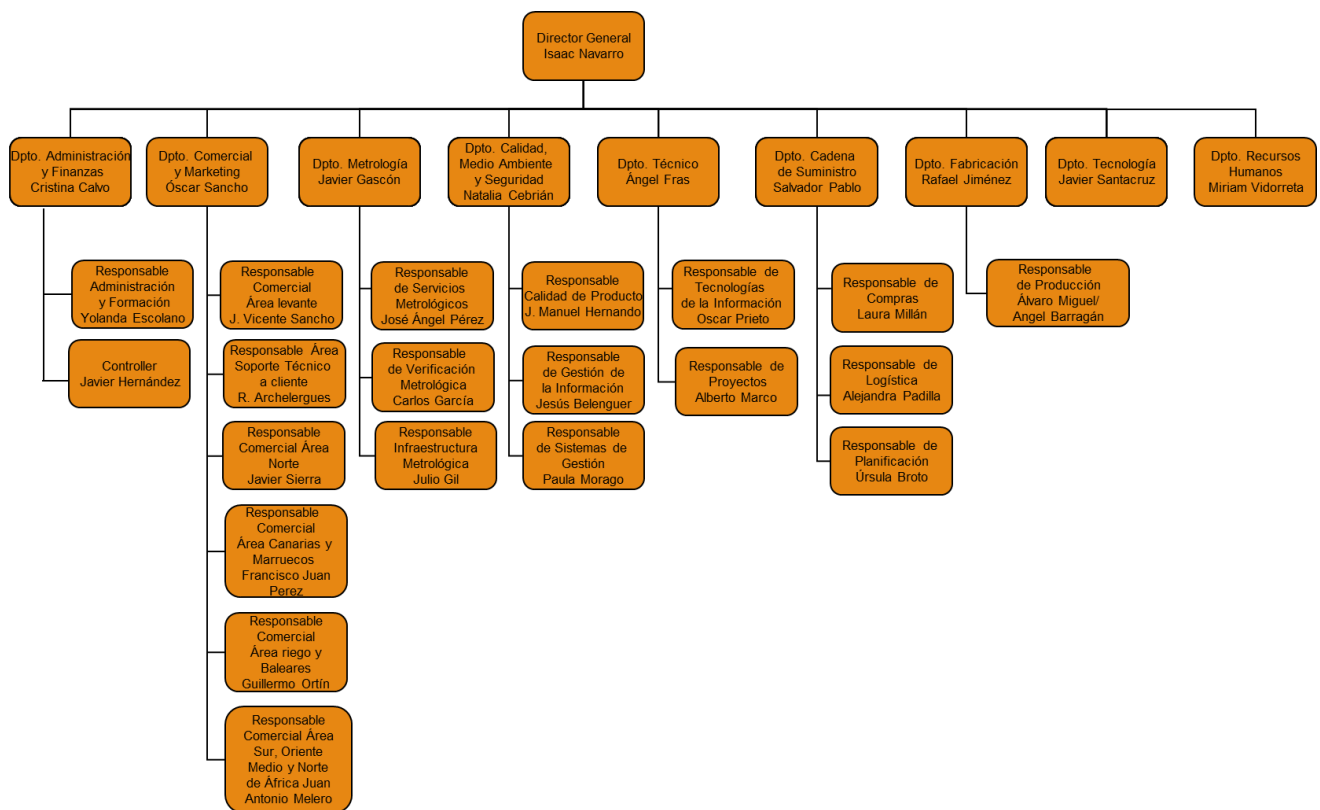 Director General
Isaac Navarro
Dpto. Administración
y Finanzas
Cristina Calvo
Dpto. Comercial
y Marketing
Óscar Sancho
Dpto. Metrología
Javier Gascón
Dpto. Calidad,
Medio Ambiente
y Seguridad
Natalia Cebrián
Dpto. Técnico
Ángel Fras
Dpto. Cadena
de Suministro
Salvador Pablo
Dpto. Fabricación
Rafael Jiménez
Dpto. Tecnología
Javier Santacruz
Dpto. Recursos
Humanos
Miriam Vidorreta
Responsable
Administración
y Formación
Yolanda Escolano
Controller
Javier Hernández
Responsable
Comercial
Área levante
J. Vicente Sancho
Responsable Área
Soporte Técnico
a cliente
R. Archelergues
Responsable
Comercial Área
Norte
Javier Sierra
Responsable
Comercial
Área Canarias y
Marruecos
Francisco Juan
Perez
Responsable
Comercial
Área riego y
Baleares
Guillermo Ortín
Responsable
Comercial Área
Sur, Oriente
Medio y Norte
de África Juan
Antonio Melero
Responsable
de Servicios
Metrológicos
José Ángel Pérez
Responsable
de Verificación
Metrológica
Carlos García
Responsable
Infraestructura
Metrológica
Julio Gil
Responsable
Calidad de Producto
J. Manuel Hernando
Responsable
de Gestión de
la Información
Jesús Belenguer
Responsable
de Sistemas de
Gestión
Paula Morago
Responsable de
Tecnologías
de la Información
Oscar Prieto
Responsable de
Proyectos
Alberto Marco
Responsable de
Compras
Laura Millán
Responsable de
Logística
Alejandra Padilla
Responsable de
Planificación
Úrsula Broto
Responsable
de Producción
Álvaro Miguel/
Angel Barragán